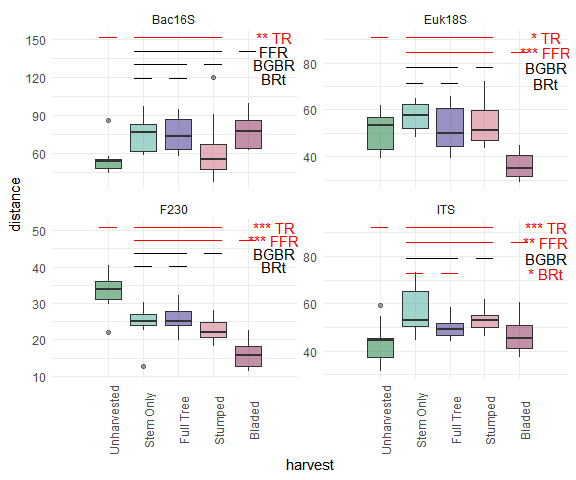 Bac16S
150
120
90
60
** TR
FFR
BGBR
BRt
Euk18S
80
60
40
* TR
*** FFR
BGBR
BRt
distance
F230
50
40
30
20
10
*** TR
*** FFR
BGBR
BRt
ITS
80
60
40
*** TR
** FFR
BGBR
* BRt
Unharvested
Stem Only
Full Tree
Stumped
Bladed
Unharvested
Stem Only
Full Tree
Stumped
Bladed
harvest